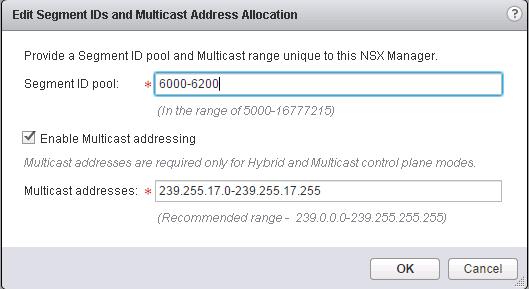 Edit Segment IDs and Multicast Address Allocation ?
Provide a Segment ID pool and Multicast range unique to this NSX Manager.
Segment ID pool: * 6000-6200
(In the range of 5000-16777215)
Enable Multicast addressing
Multicast addresses are required only for Hybrid and Multicast control plane modes.
Multicast addresses: * 239.255.17.0-239.255.17.255
(Recommended range - 239.0.0.0-239.255.255.255)
OK Cancel